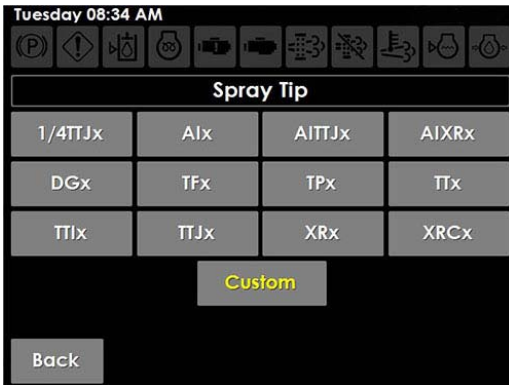 Tuesday 08:34 AM
(P)
Spray Tip
1/4TTJx AIx AITTJx AIXRx
DGx TFx TPx TTx
TTIx TTJx XRx XRCx
Custom
Back